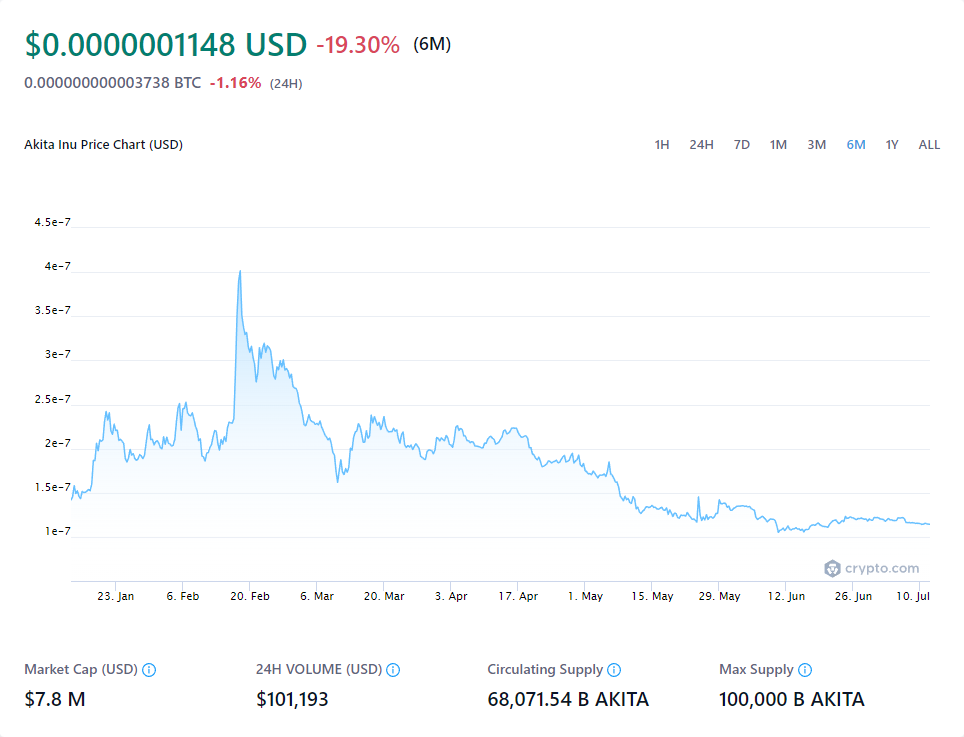 $0.0000001148 USD -19.30% (6M)
0.000000000003738 BTC -1.16% (24H)
Akita Inu Price Chart (USD) 1H 24H 7D 1M 3M 6M 1Y ALL
4.5e-7
4e-7
3.5e-7
3e-7
2.5e-7
2e-7
1.5e-7
1e-7
crypto.com
23. Jan 6. Feb 20. Feb 6. Mar 20. Mar 3. Apr 17. Apr 1. May 15. May 29. May 12. Jun 26. Jun 10. Jul
Market Cap (USD) 24H VOLUME (USD) Circulating Supply Max Supply
$7.8 M $101,193 68,071.54 B AKITA 100,000 B AKITA